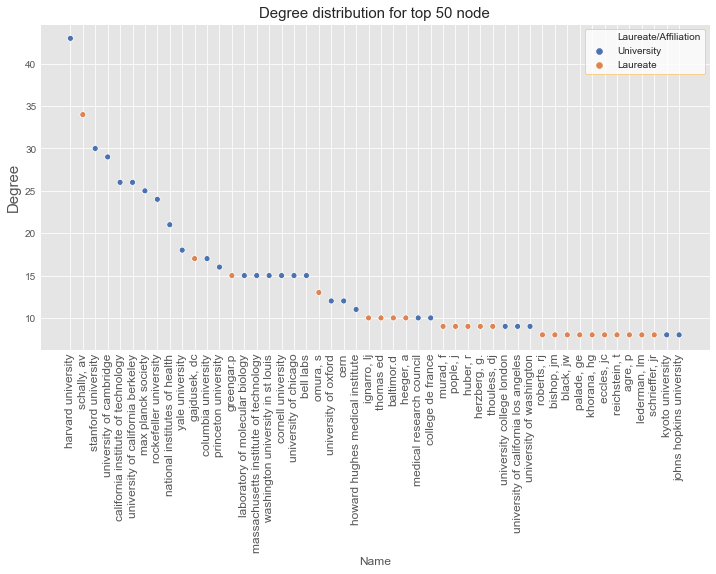 Degree distribution for top 50 node
Laureate/Affiliation
University
Laureate
Degree
40
35
30
25
20
15
10
harvard university
schally, av
stanford university
university of cambridge
california institute of technology
university of california berkeley
max planck society
rockefeller university
national institutes of health
yale university
gajdusek, dc
columbia university
princeton university
greengar.p
laboratory of molecular biology
massachusetts institute of technology
washington university in st louis
cornell university
university of chicago
bell labs
omura, s
university of oxford
cern
howard hughes medical institute
ignarro, lj
thomas ed
baltimor.d
heeger, a
medical research council
college de france
murad, f
pople, j
huber, r
herzberg, g.
thouless, dj
university college london
university of california los angeles
university of washington
roberts, rj
bishop, jm
black, jw
palade, ge
khorana, hg
eccles, jc
reichstein, t
agre, p
lederman, lm
schrieffer, jr
kyoto university
johns hopkins university
Name